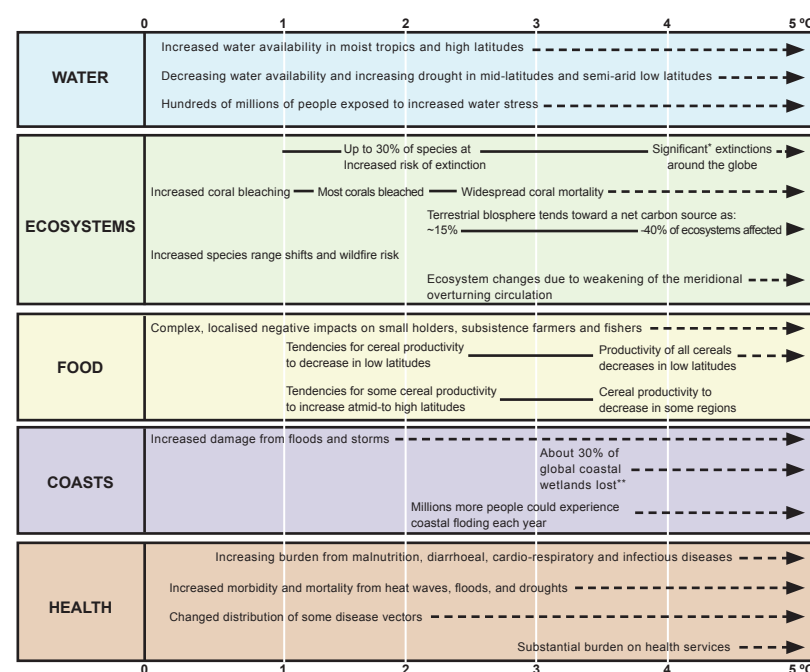 0 1 2 3 4 5 ºC
WATER
Increased water availability in moist tropics and high latitudes
Decreasing water availability and increasing drought in mid-latitudes and semi-arid low latitudes
Hundreds of millions of people exposed to increased water stress
ECOSYSTEMS
Up to 30% of species at
Increased risk of extinction
Significant* extinctions
around the globe
Increased coral bleaching Most corals bleached Widespread coral mortality
Terrestrial blosphere tends toward a net carbon source as:
~15% -40% of ecosystems affected
Increased species range shifts and wildfire risk
Ecosystem changes due to weakening of the meridional
overturning circulation
FOOD
Complex, localised negative impacts on small holders, subsistence farmers and fishers
Tendencies for cereal productivity
to decrease in low latitudes
Productivity of all cereals
decreases in low latitudes
Tendencies for some cereal productivity
to increase atmid-to high latitudes
Cereal productivity to
decrease in some regions
COASTS
Increased damage from floods and storms
About 30% of
global coastal
wetlands lost**
Millions more people could experience
coastal floding each year
HEALTH
Increasing burden from malnutrition, diarrhoeal, cardio-respiratory and infectious diseases
Increased morbidity and mortality from heat waves, floods, and droughts
Changed distribution of some disease vectors
Substantial burden on health services
0 1 2 3 4 5 ºC